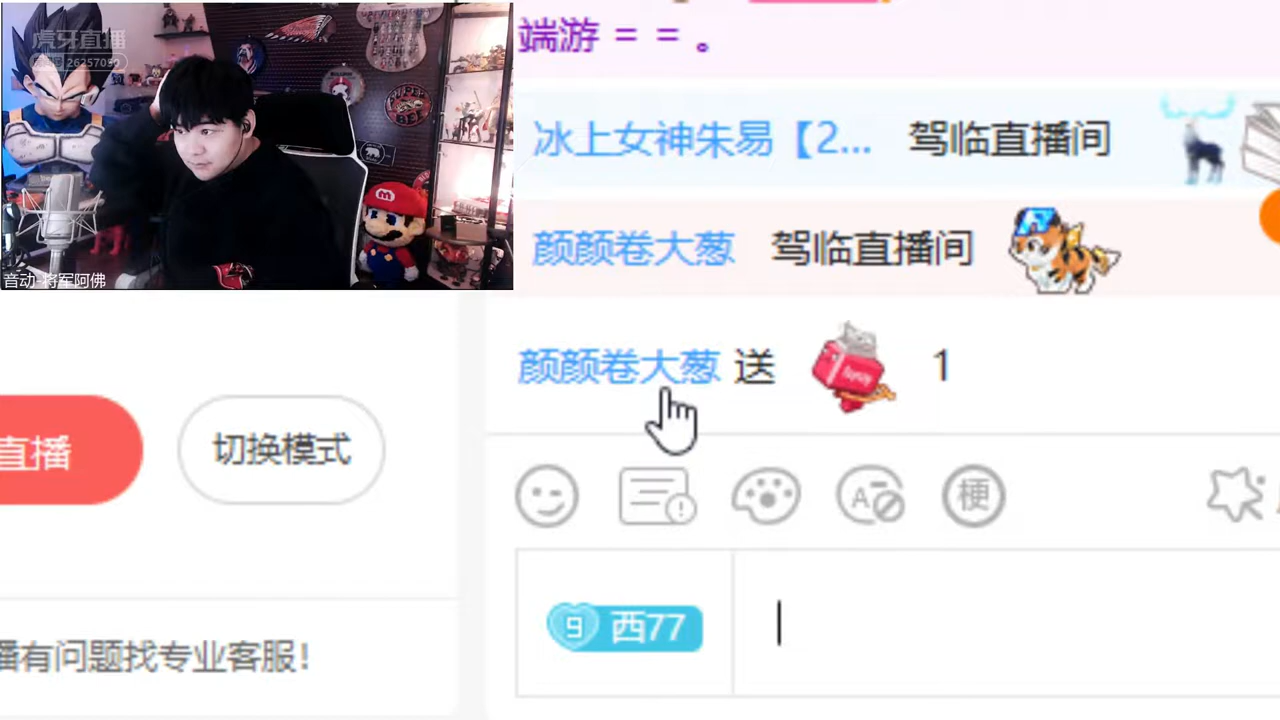 虎牙直播
26257059
音动-将军阿佛
端游 = = 。
冰上女神朱易【2... 驾临直播间
颜颜卷大葱 驾临直播间
颜颜卷大葱 送 1
直播
切换模式
梗
9 西77
播有问题找专业客服!